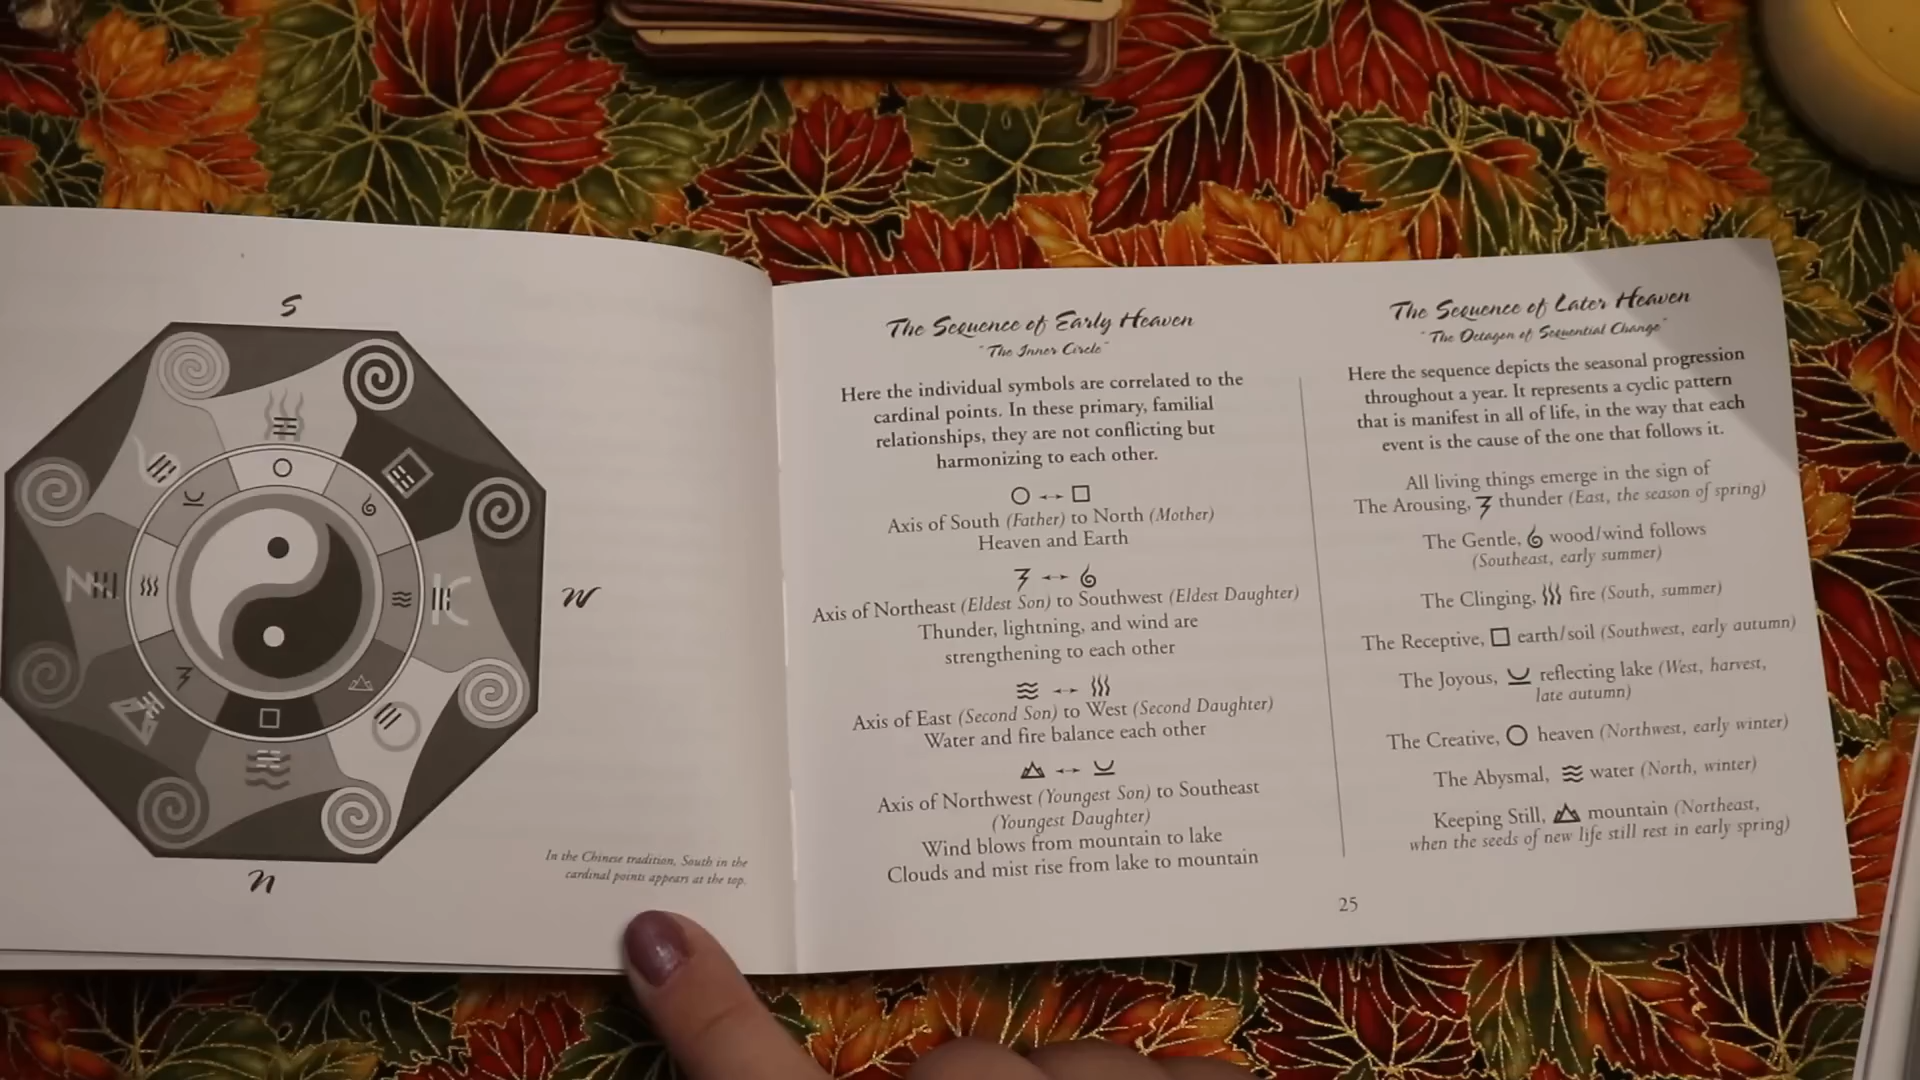 S
W
N
In the Chinese tradition, South in the
cardinal points appears at the top.
The Sequence of Early Heaven
"The Inner Circle"
Here the individual symbols are correlated to the
cardinal points. In these primary, familial
relationships, they are not conflicting but
harmonizing to each other.
Axis of South (Father) to North (Mother)
Heaven and Earth
Axis of Northeast (Eldest Son) to Southwest (Eldest Daughter)
Thunder, lightning, and wind are
strengthening to each other
Axis of East (Second Son) to West (Second Daughter)
Water and fire balance each other
Axis of Northwest (Youngest Son) to Southeast
(Youngest Daughter)
Wind blows from mountain to lake
Clouds and mist rise from lake to mountain
The Sequence of Later Heaven
"The Octagon of Sequential Change"
Here the sequence depicts the seasonal progression
throughout a year. It represents a cyclic pattern
that is manifest in all of life, in the way that each
event is the cause of the one that follows it.
All living things emerge in the sign of
The Arousing, thunder (East, the season of spring)
The Gentle, wood/wind follows
(Southeast, early summer)
The Clinging, fire (South, summer)
The Receptive, earth/soil (Southwest, early autumn)
The Joyous, reflecting lake (West, harvest,
late autumn)
The Creative, heaven (Northwest, early winter)
The Abysmal, water (North, winter)
Keeping Still, mountain (Northeast,
when the seeds of new life still rest in early spring)
25